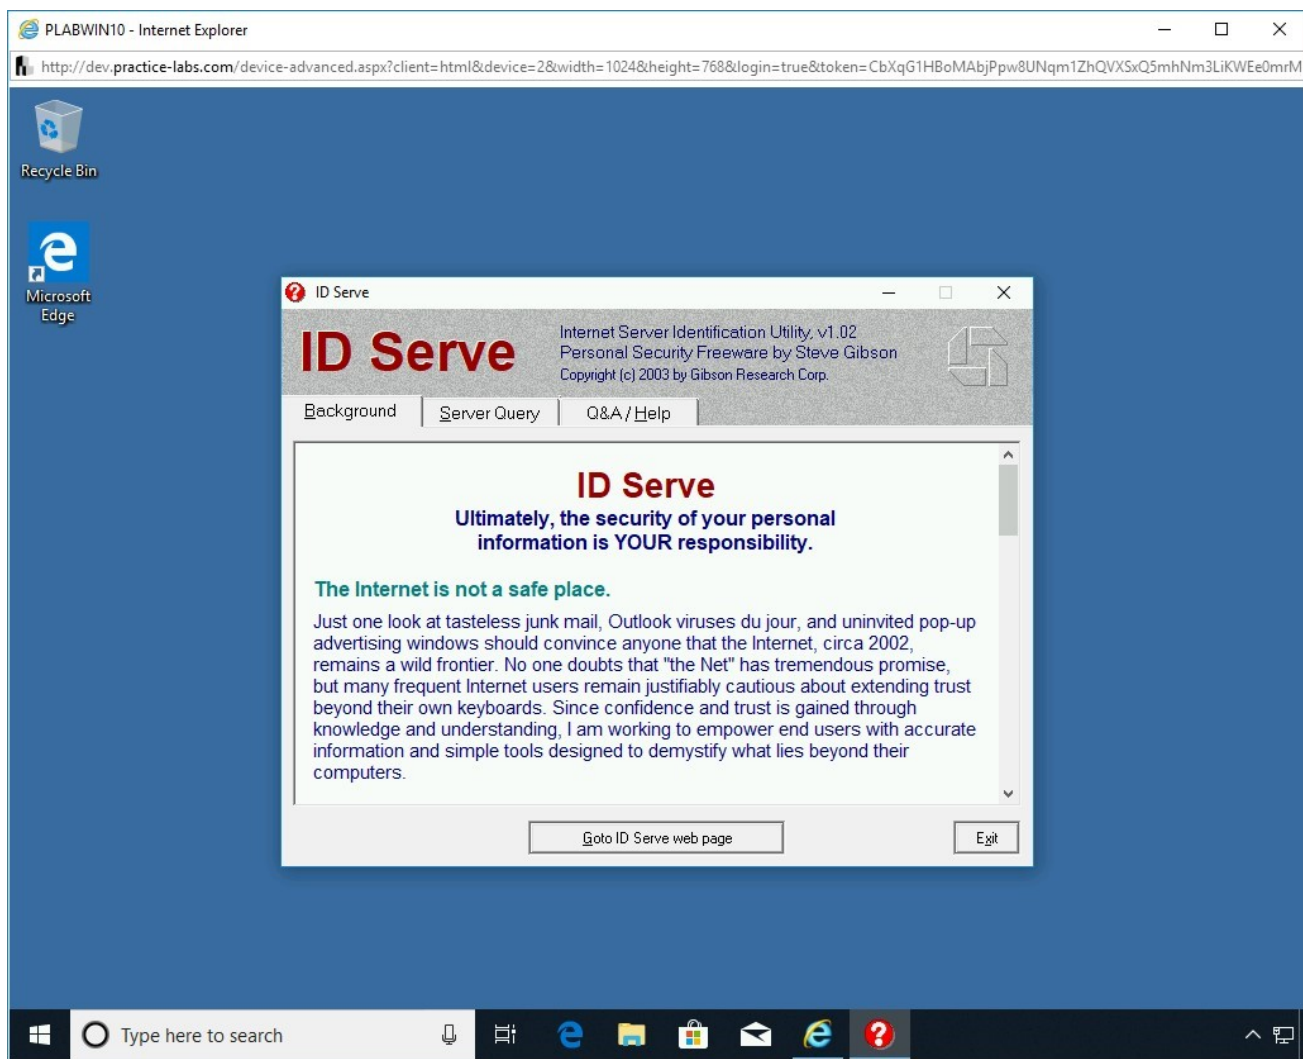 PLABWIN10 - Internet Explorer
http://dev.practice-labs.com/device-advanced.aspx?client=html&device=2&width=1024&height=768&login=true&token=CbXqG1HBoMAbjPpw8UNqm1ZhQVXSxQ5mhNm3LiKWEe0mrM
Recycle Bin
Microsoft
Edge
ID Serve
ID Serve
Internet Server Identification Utility, v1.02
Personal Security Freeware by Steve Gibson
Copyright (c) 2003 by Gibson Research Corp.
Background
Server Query
Q&A / Help
ID Serve
Ultimately, the security of your personal
information is YOUR responsibility.
The Internet is not a safe place.
Just one look at tasteless junk mail, Outlook viruses du jour, and uninvited pop-up
advertising windows should convince anyone that the Internet, circa 2002,
remains a wild frontier. No one doubts that "the Net" has tremendous promise,
but many frequent Internet users remain justifiably cautious about extending trust
beyond their own keyboards. Since confidence and trust is gained through
knowledge and understanding, I am working to empower end users with accurate
information and simple tools designed to demystify what lies beyond their
computers.
Goto ID Serve web page
Exit
Type here to search